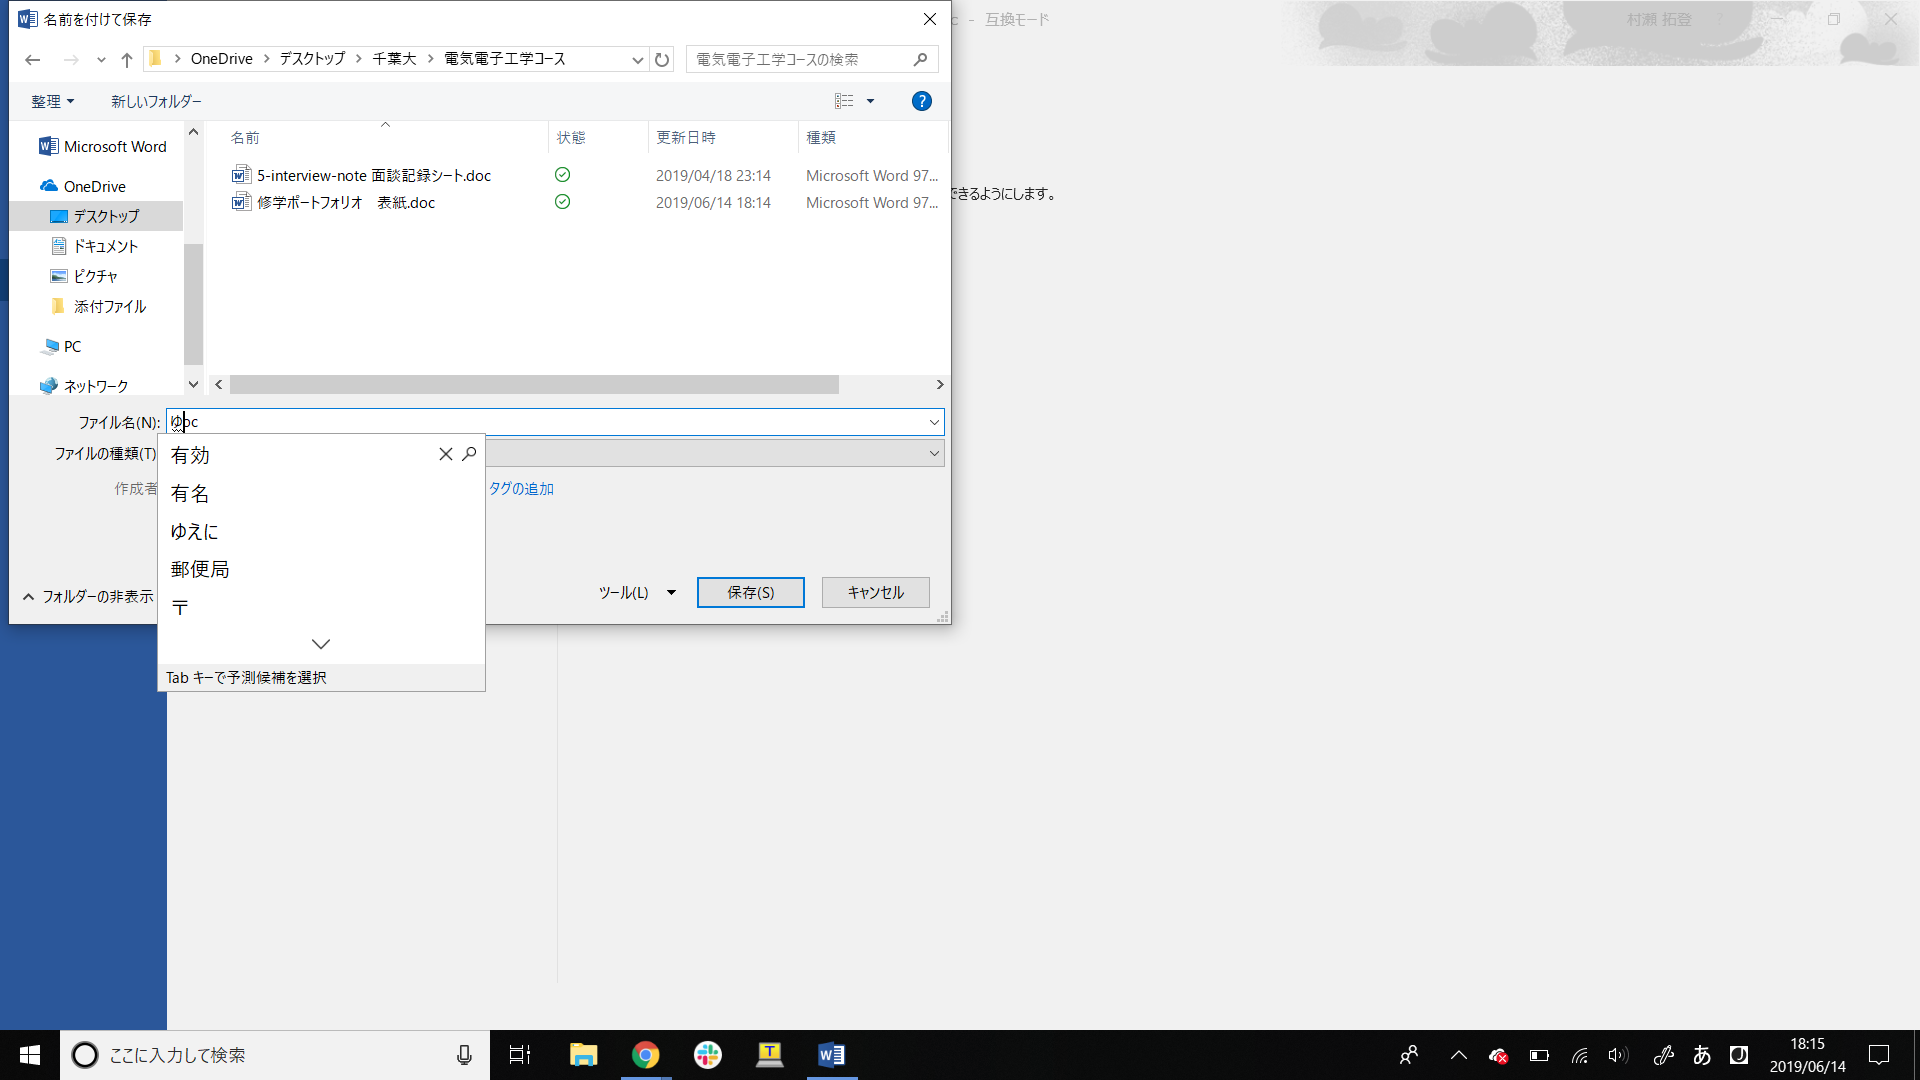 名前を付けて保存
c - 互換モード
村瀬 拓登
OneDrive
デスクトップ
千葉大
電気電子工学コース
電気電子工学コースの検索
整理
新しいフォルダー
?
Microsoft Word
OneDrive
デスクトップ
ドキュメント
ピクチャ
添付ファイル
PC
ネットワーク
名前
状態
更新日時
種類
5-interview-note 面談記録シート.doc
2019/04/18 23:14
Microsoft Word 97...
修学ポートフォリオ　表紙.doc
2019/06/14 18:14
Microsoft Word 97...
できるようにします。
ファイル名(N):
ゆoc
ファイルの種類(T)
作成者
タグの追加
有効
有名
ゆえに
郵便局
〒
Tab キーで予測候補を選択
フォルダーの非表示
ツール(L)
保存(S)
キャンセル
ここに入力して検索
あ
J
18:15
2019/06/14